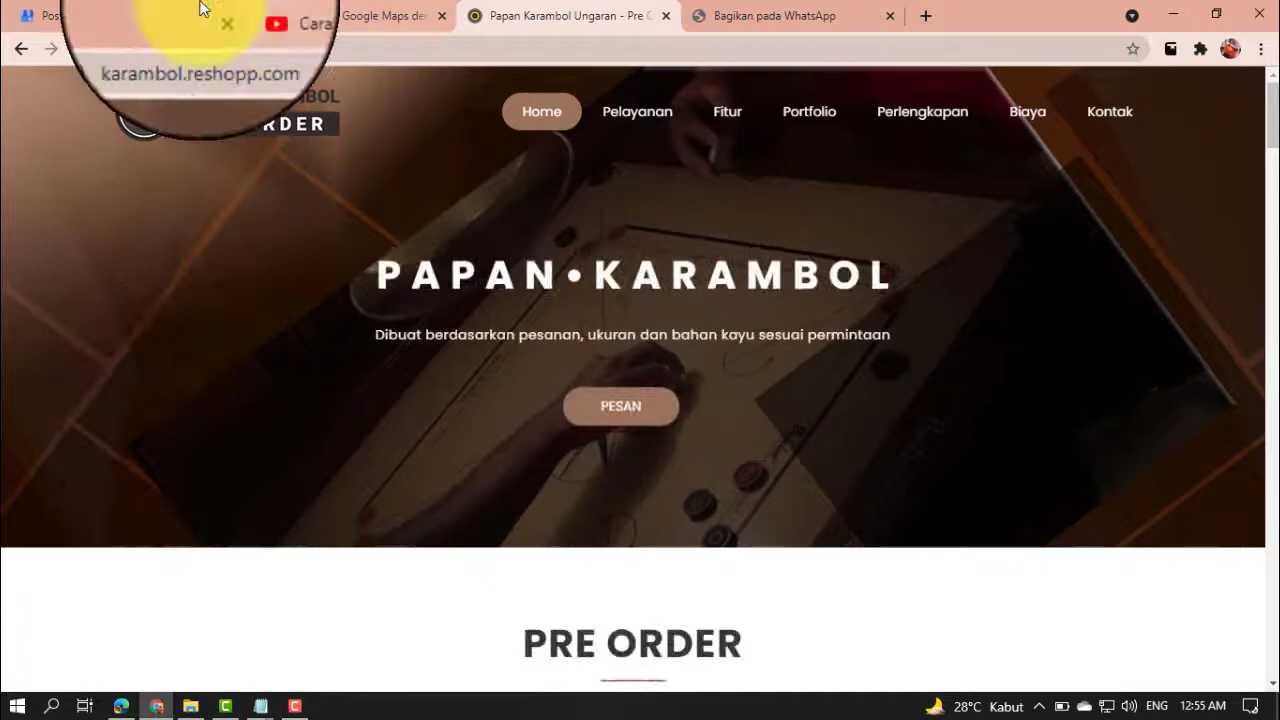 Pos
Cara
Google Maps de
Papan Karambol Ungaran - Pre C
Bagikan pada WhatsApp
karambol.reshopp.com
BOL
RDER
Home
Pelayanan
Fitur
Portfolio
Perlengkapan
Biaya
Kontak
PAPAN•KARAMBOL
Dibuat berdasarkan pesanan, ukuran dan bahan kayu sesuai permintaan
PESAN
PRE ORDER
28°C Kabut
ENG
12:55 AM